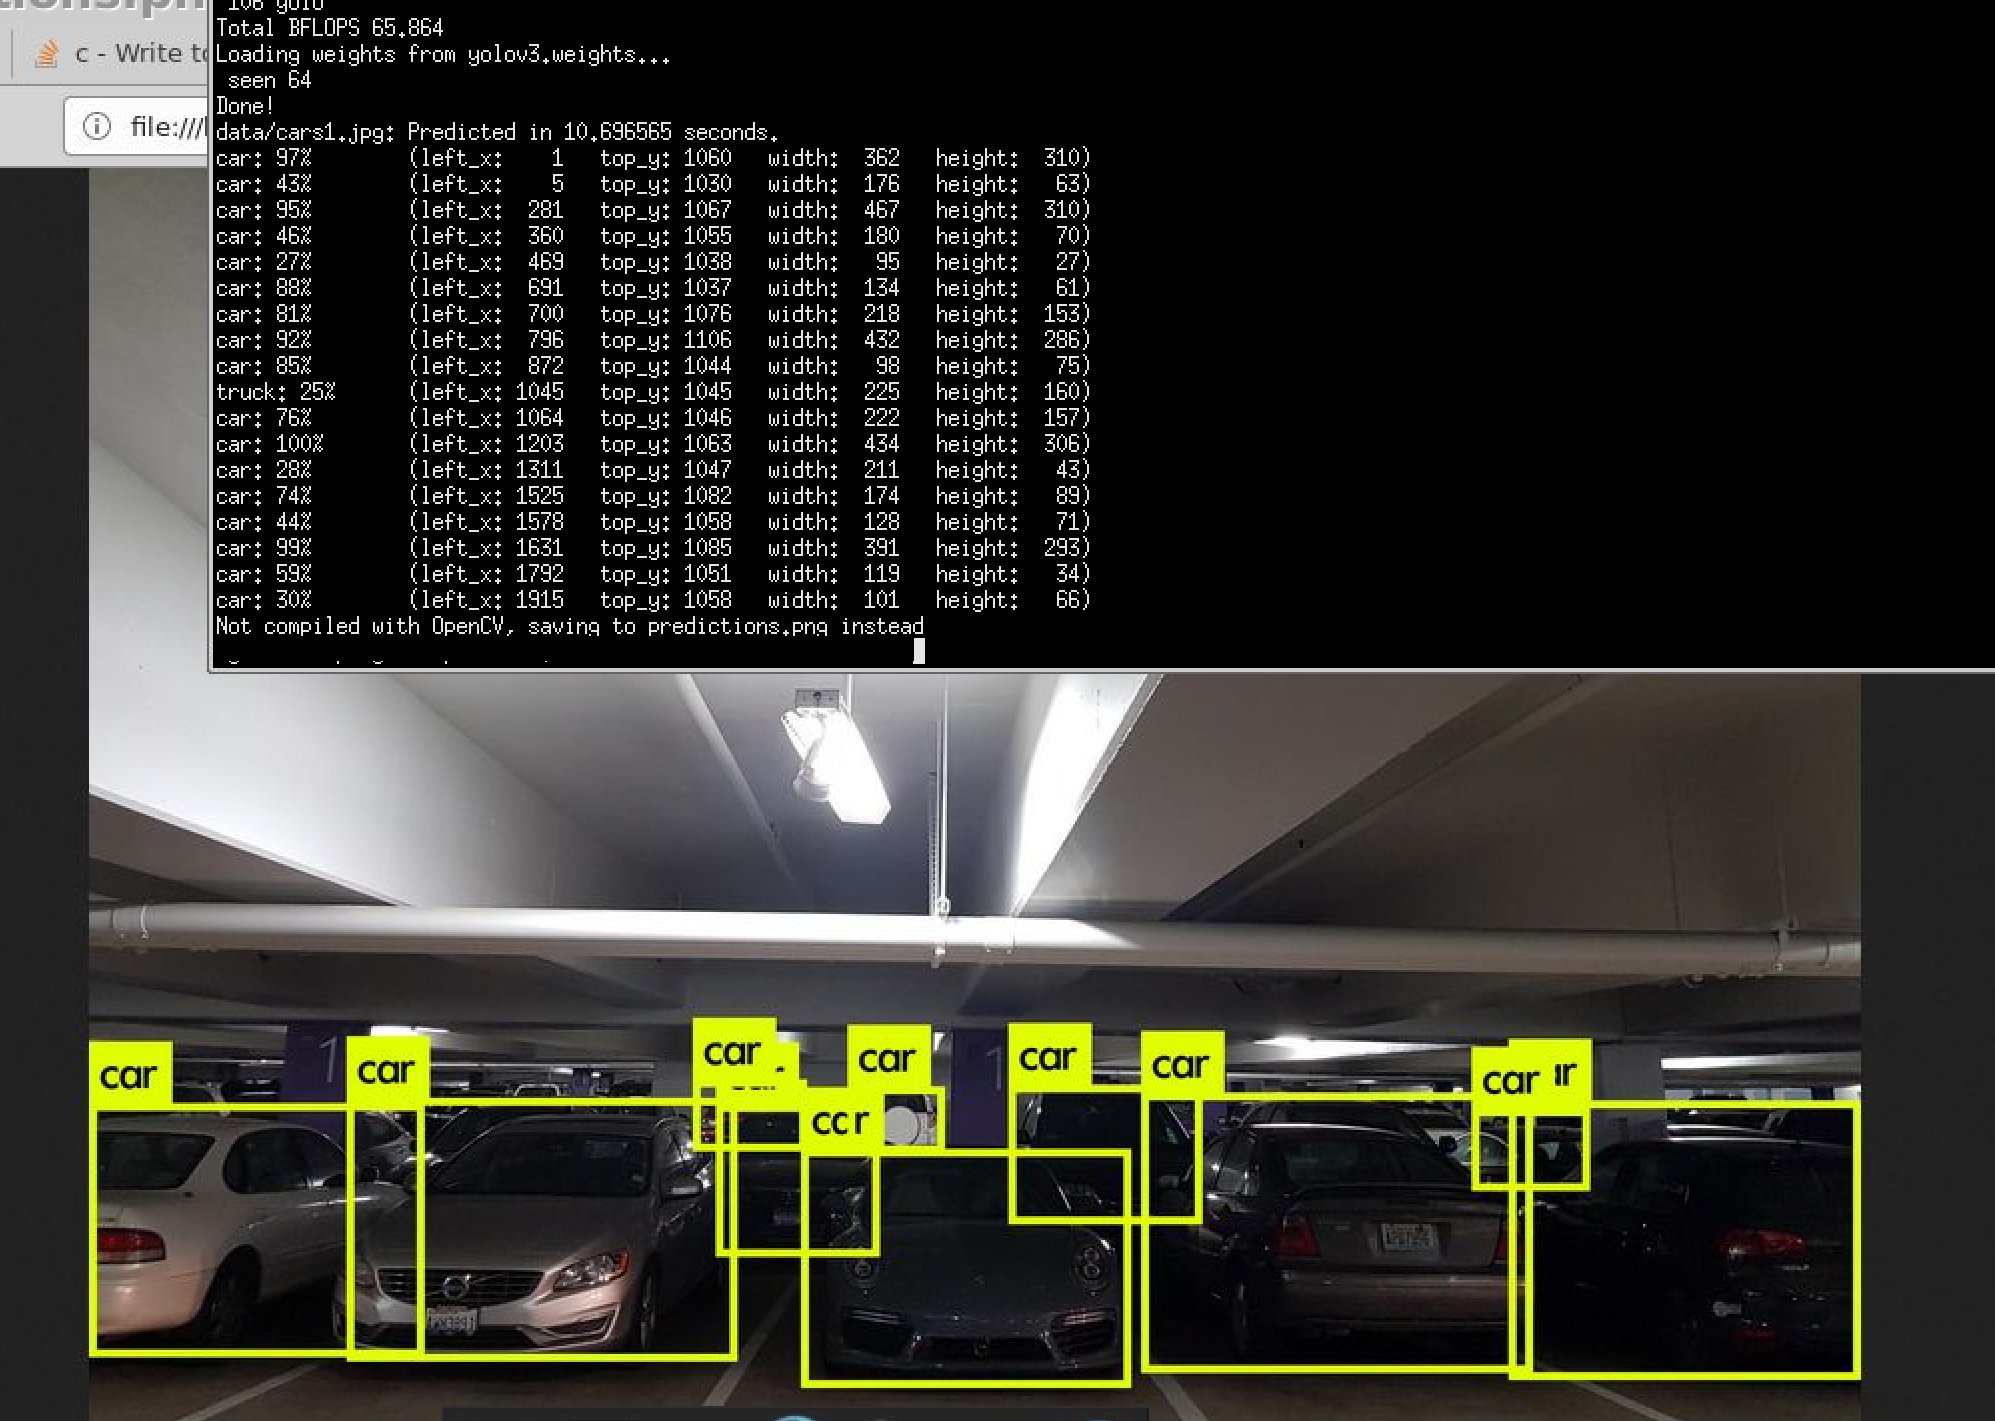 tions.pn
106 yolo
Total BFLOPS 65.864
c - Write to
Loading weights from yolov3.weights...
seen 64
Done!
file:///
data/cars1.jpg: Predicted in 10.696565 seconds.
car: 97% (left_x: 1 top_y: 1060 width: 362 height: 310)
car: 43% (left_x: 5 top_y: 1030 width: 176 height: 63)
car: 95% (left_x: 281 top_y: 1067 width: 467 height: 310)
car: 46% (left_x: 360 top_y: 1055 width: 180 height: 70)
car: 27% (left_x: 469 top_y: 1038 width: 95 height: 27)
car: 88% (left_x: 691 top_y: 1037 width: 134 height: 61)
car: 81% (left_x: 700 top_y: 1076 width: 218 height: 153)
car: 92% (left_x: 796 top_y: 1106 width: 432 height: 286)
car: 85% (left_x: 872 top_y: 1044 width: 98 height: 75)
truck: 25% (left_x: 1045 top_y: 1045 width: 225 height: 160)
car: 76% (left_x: 1064 top_y: 1046 width: 222 height: 157)
car: 100% (left_x: 1203 top_y: 1063 width: 434 height: 306)
car: 28% (left_x: 1311 top_y: 1047 width: 211 height: 43)
car: 74% (left_x: 1525 top_y: 1082 width: 174 height: 89)
car: 44% (left_x: 1578 top_y: 1058 width: 128 height: 71)
car: 99% (left_x: 1631 top_y: 1085 width: 391 height: 293)
car: 59% (left_x: 1792 top_y: 1051 width: 119 height: 34)
car: 30% (left_x: 1915 top_y: 1058 width: 101 height: 66)
Not compiled with OpenCV, saving to predictions.png instead
car
car
car
car
car
car
car
1
1